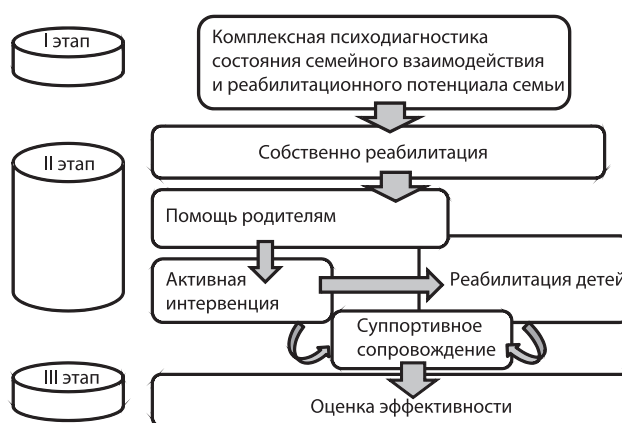 I этап
Комплексная психодиагностика
состояния семейного взаимодействия
и реабилитационного потенциала семьи
II этап
Собственно реабилитация
Помощь родителям
Активная
интервенция
Реабилитация детей
Суппортивное
сопровождение
III этап
Оценка эффективности